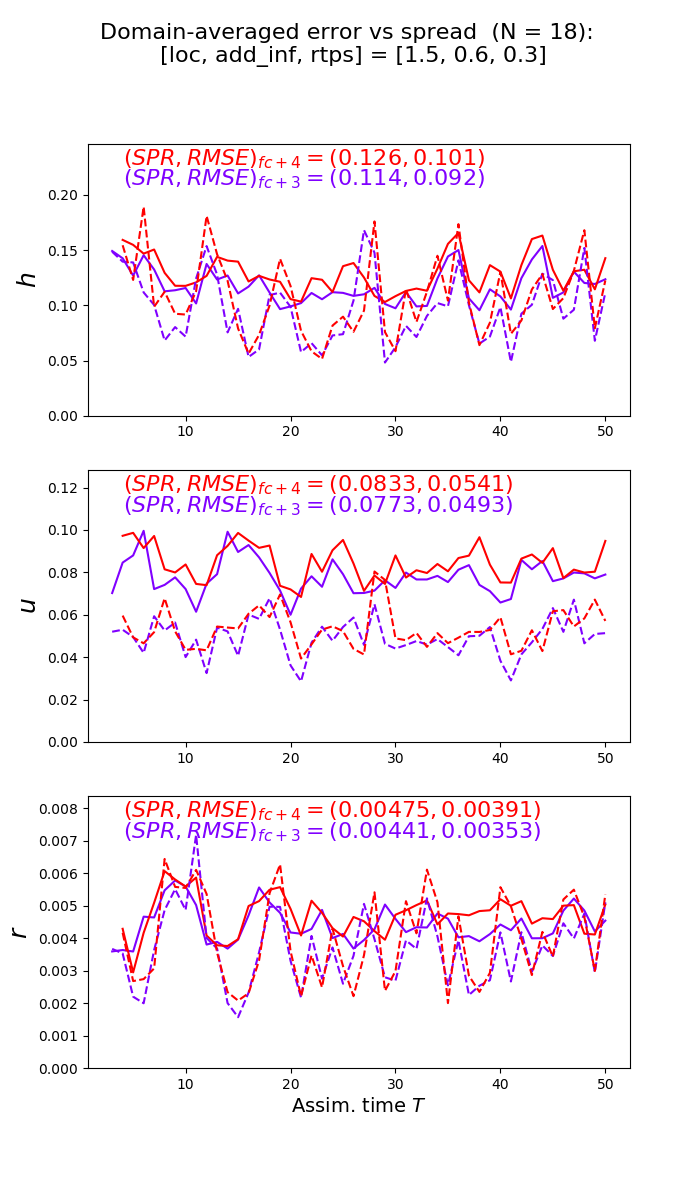 Domain-averaged error vs spread (N = 18):
[loc, add_inf, rtps] = [1.5, 0.6, 0.3]
(SPR, RMSE)fc+4 = (0.126, 0.101)
(SPR, RMSE)fc+3 = (0.114, 0.092)
0.20
0.15
h
0.10
0.05
0.00
10 20 30 40 50
(SPR, RMSE)fc+4 = (0.0833, 0.0541)
(SPR, RMSE)fc+3 = (0.0773, 0.0493)
0.12
0.10
0.08
u
0.06
0.04
0.02
0.00
10 20 30 40 50
(SPR, RMSE)fc+4 = (0.00475, 0.00391)
(SPR, RMSE)fc+3 = (0.00441, 0.00353)
0.008
0.007
0.006
0.005
r
0.004
0.003
0.002
0.001
0.000
10 20 30 40 50
Assim. time T